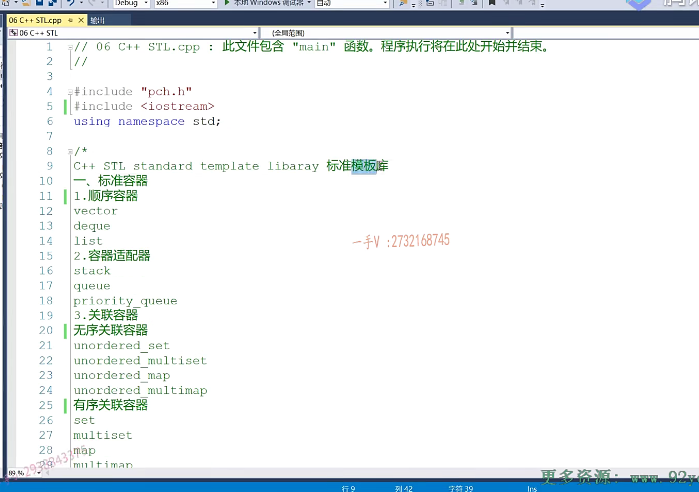 Debug x86 本地 Windows 调试器 自动
06 C++ STL.cpp 输出
06 C++ STL (全局范围)
1 // 06 C++ STL.cpp : 此文件包含 "main" 函数。程序执行将在此处开始并结束。
2 //
3
4 #include "pch.h"
5 #include <iostream>
6 using namespace std;
7
8 /*
9 C++ STL standard template libaray 标准模板库
10 一、标准容器
11 1.顺序容器
12 vector
13 deque
14 list
一手V :2732168745
15 2.容器适配器
16 stack
17 queue
18 priority_queue
19 3.关联容器
20 无序关联容器
21 unordered_set
22 unordered_multiset
23 unordered_map
24 unordered_multimap
25 有序关联容器
26 set
27 multiset
28 map
29 multimap
89 %
更多资源: www.92
行 9 列 42 字符 39 Ins